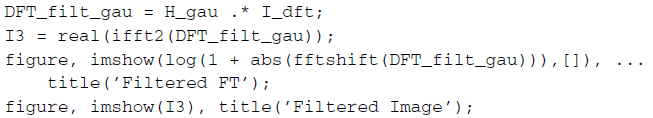 DFT_filt_gau = H_gau .* I_dft;
I3 = real(ifft2(DFT_filt_gau));
figure, imshow(log(1 + abs(fftshift(DFT_filt_gau))),[]), ...
title(’Filtered FT’);
figure, imshow(I3), title(’Filtered Image’);